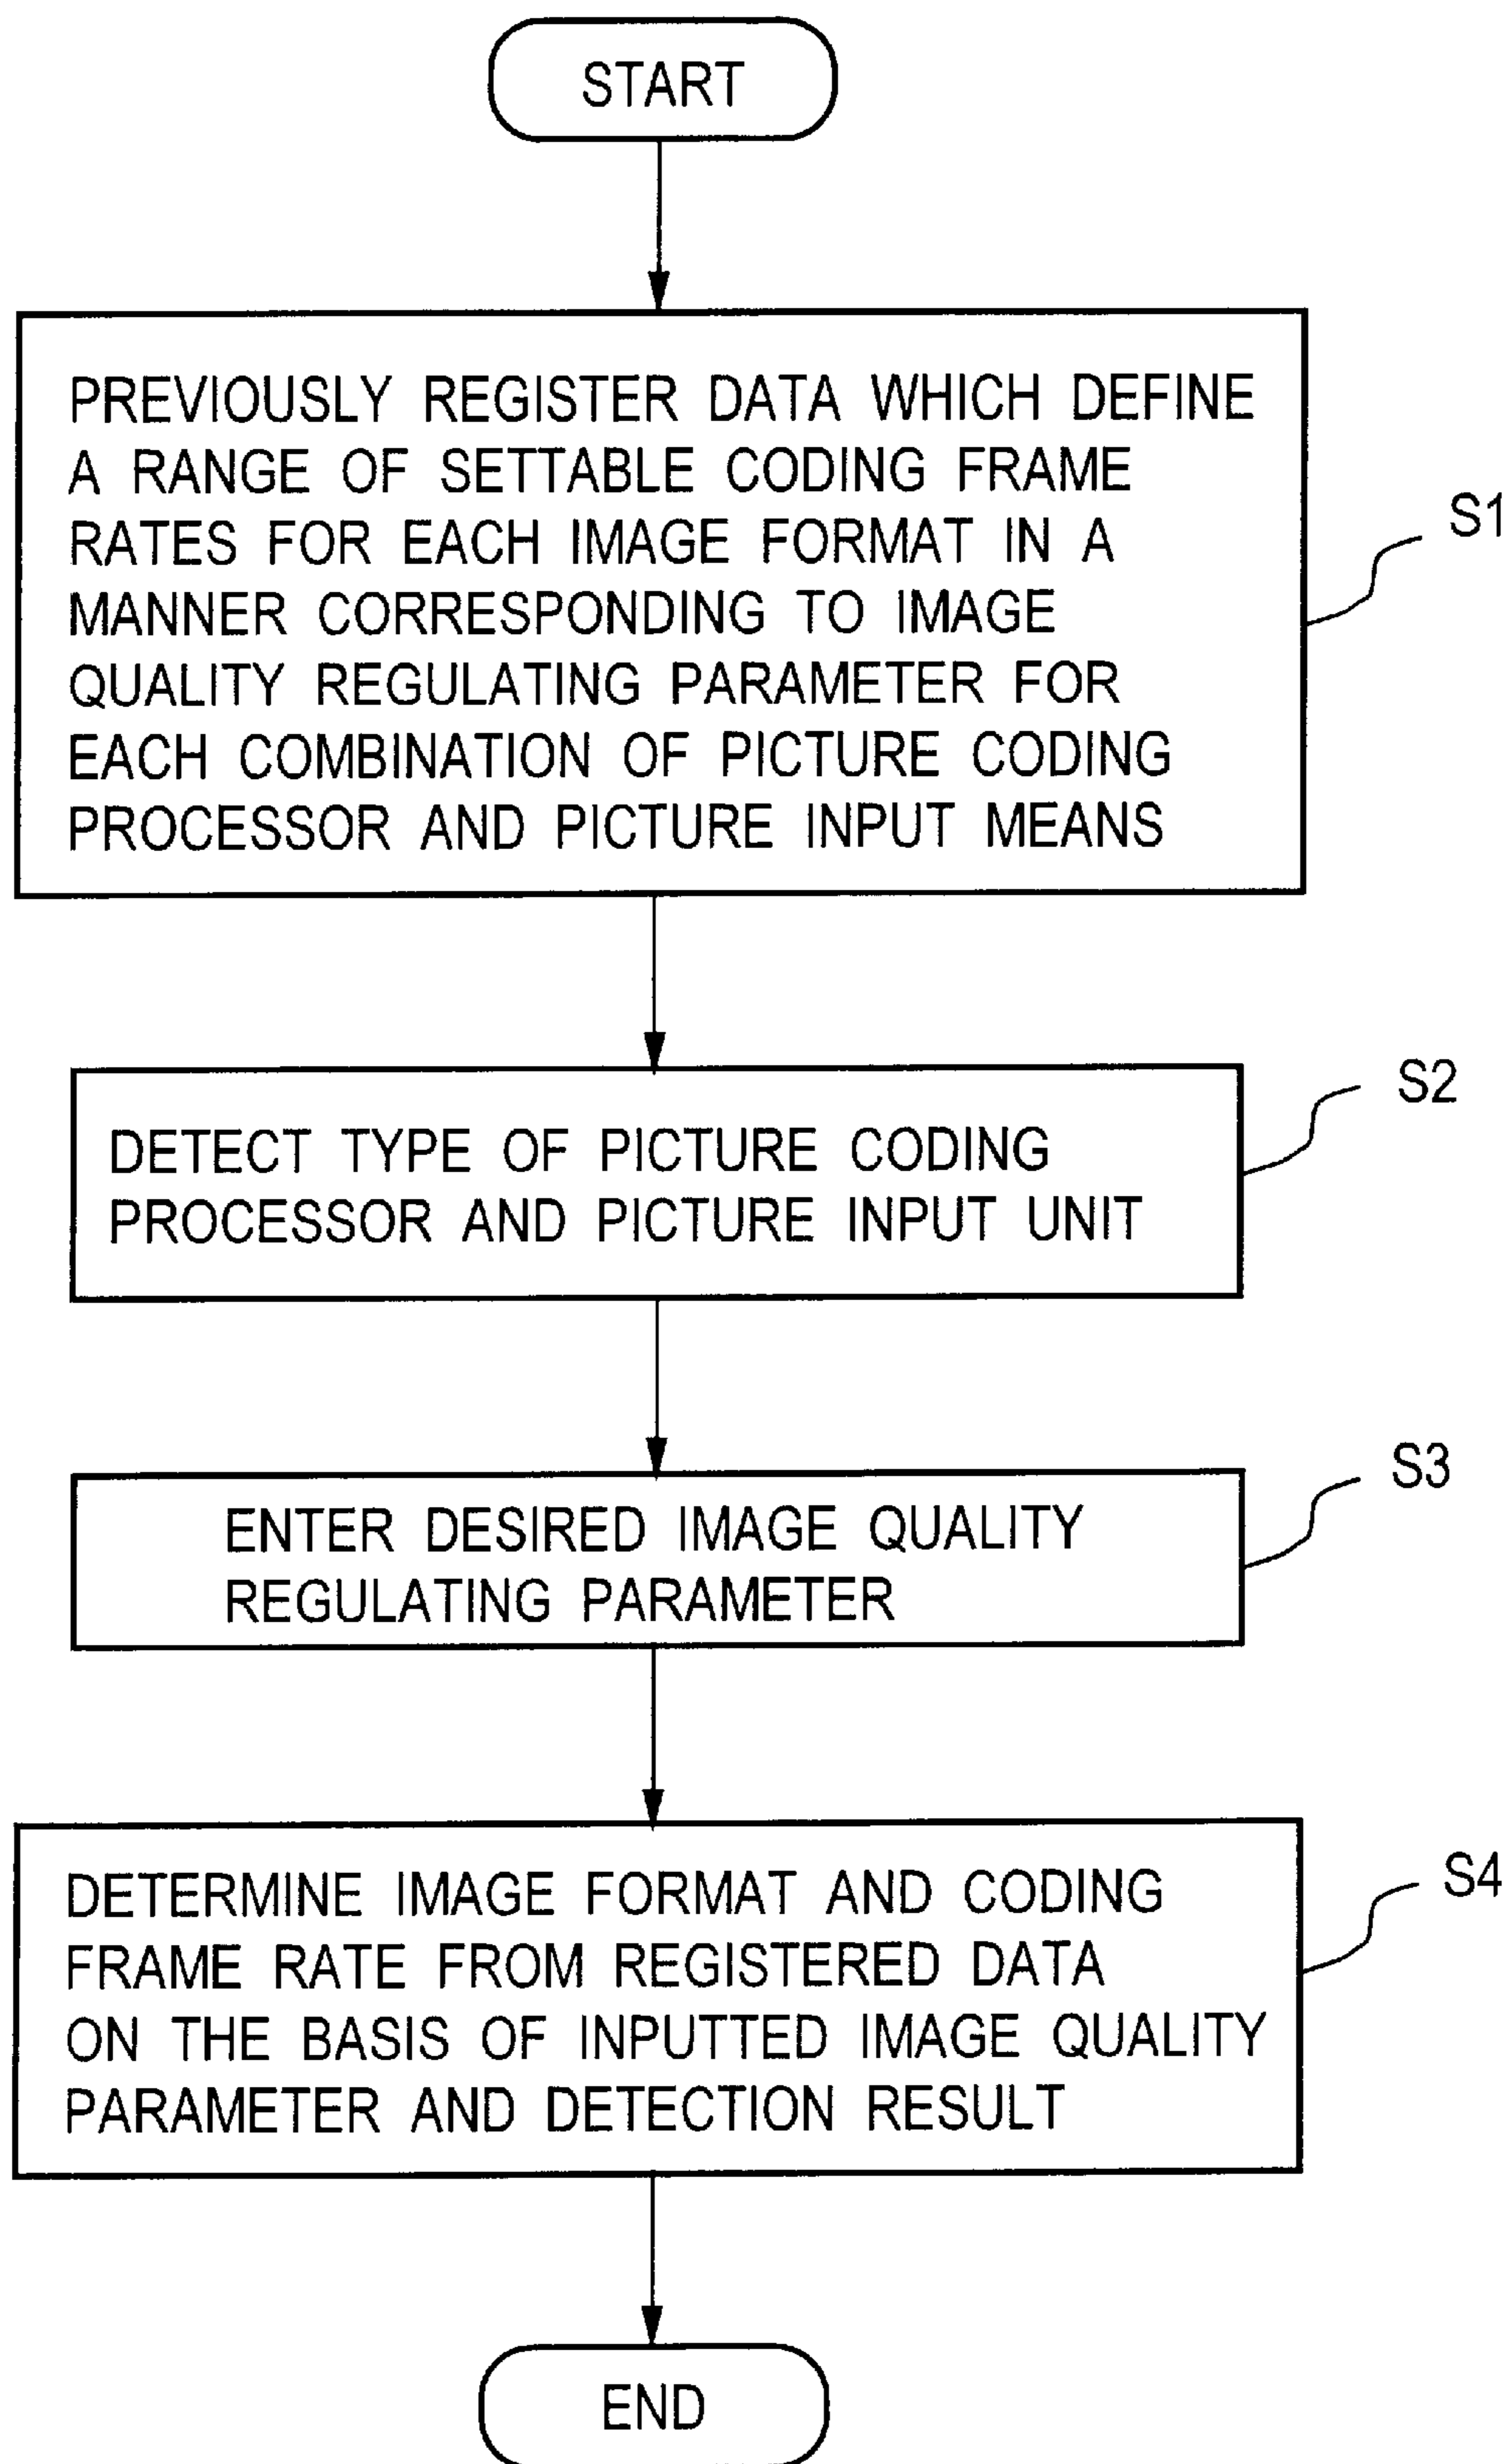 START
PREVIOUSLY REGISTER DATA WHICH DEFINE
A RANGE OF SETTABLE CODING FRAME
RATES FOR EACH IMAGE FORMAT IN A
MANNER CORRESPONDING TO IMAGE
QUALITY REGULATING PARAMETER FOR
EACH COMBINATION OF PICTURE CODING
PROCESSOR AND PICTURE INPUT MEANS
S1
DETECT TYPE OF PICTURE CODING
PROCESSOR AND PICTURE INPUT UNIT
S2
ENTER DESIRED IMAGE QUALITY
REGULATING PARAMETER
S3
DETERMINE IMAGE FORMAT AND CODING
FRAME RATE FROM REGISTERED DATA
ON THE BASIS OF INPUTTED IMAGE QUALITY
PARAMETER AND DETECTION RESULT
S4
END